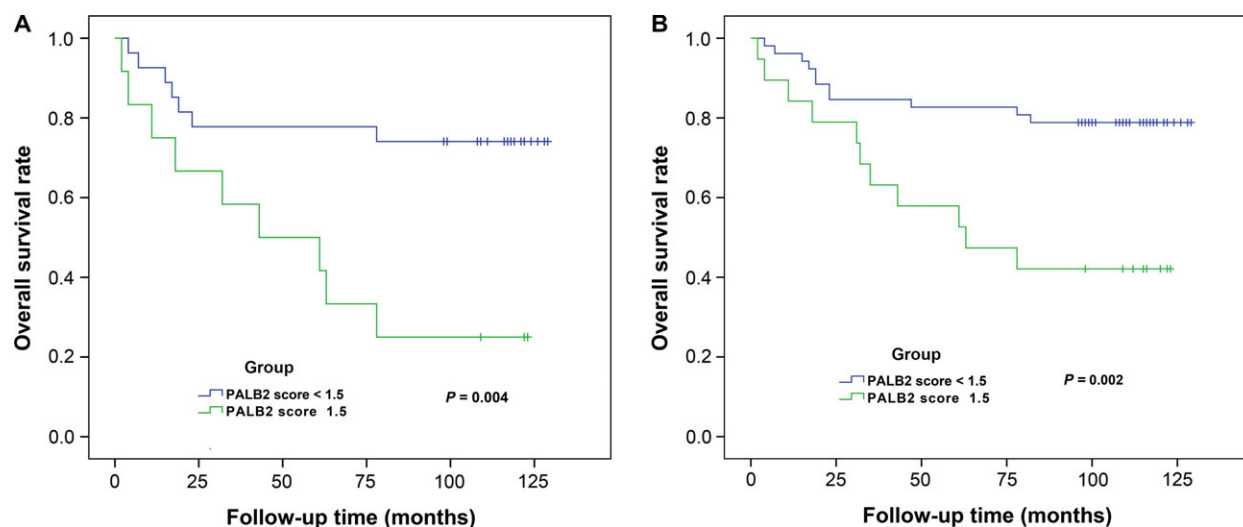 A
Overall survival rate
1.0
0.8
0.6
0.4
0.2
0.0
Group
PALB2 score < 1.5
PALB2 score 1.5
P = 0.004
0 25 50 75 100 125
Follow-up time (months)
B
Overall survival rate
1.0
0.8
0.6
0.4
0.2
0.0
Group
PALB2 score < 1.5
PALB2 score 1.5
P = 0.002
0 25 50 75 100 125
Follow-up time (months)